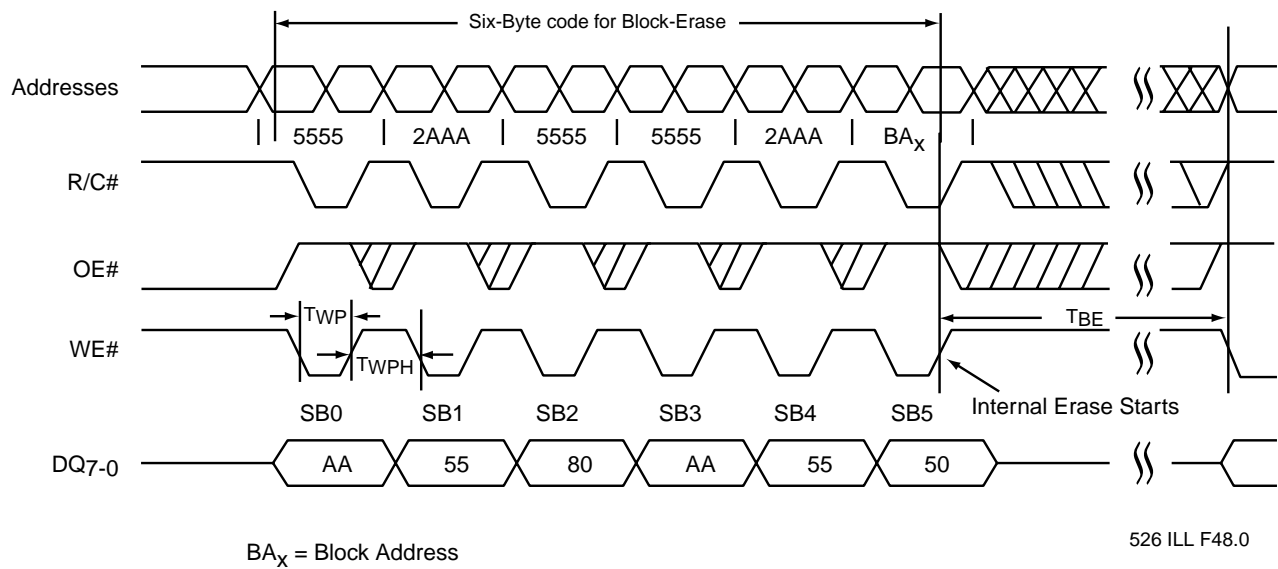 Six-Byte code for Block-Erase
Addresses
5555 2AAA 5555 5555 2AAA BAX
R/C#
OE#
TWP
TBE
WE#
TWPH
Internal Erase Starts
SB0 SB1 SB2 SB3 SB4 SB5
DQ7-0
AA 55 80 AA 55 50
BAX = Block Address
526 ILL F48.0